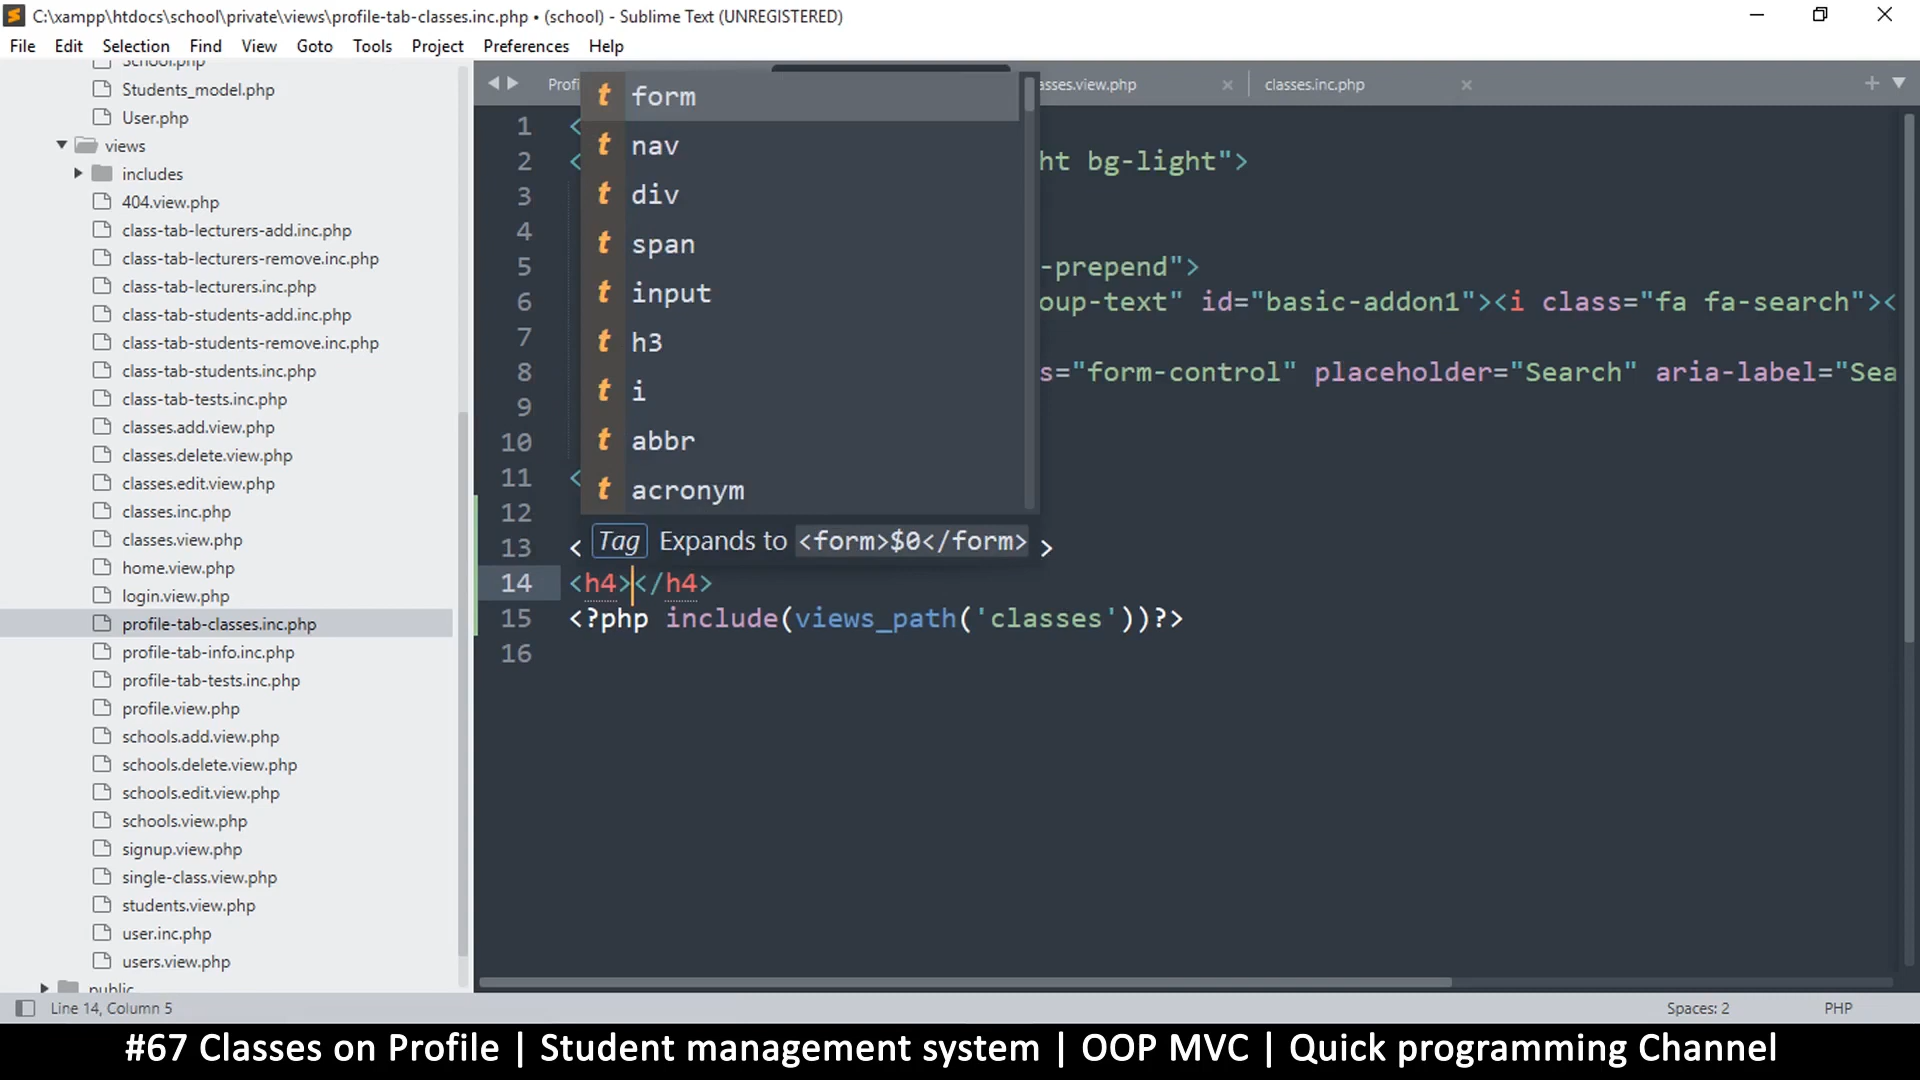 C:\xampp\htdocs\school\private\views\profile-tab-classes.inc.php • (school) - Sublime Text (UNREGISTERED)
File Edit Selection Find View Goto Tools Project Preferences Help
School.php
Students_model.php
User.php
views
includes
404.view.php
class-tab-lecturers-add.inc.php
class-tab-lecturers-remove.inc.php
class-tab-lecturers.inc.php
class-tab-students-add.inc.php
class-tab-students-remove.inc.php
class-tab-students.inc.php
class-tab-tests.inc.php
classes.add.view.php
classes.delete.view.php
classes.edit.view.php
classes.inc.php
classes.view.php
home.view.php
login.view.php
profile-tab-classes.inc.php
profile-tab-info.inc.php
profile-tab-tests.inc.php
profile.view.php
schools.add.view.php
schools.delete.view.php
schools.edit.view.php
schools.view.php
signup.view.php
single-class.view.php
students.view.php
user.inc.php
users.view.php
public
Profi asses.view.php classes.inc.php
t form
t nav
t div
t span
t input
t h3
t i
t abbr
t acronym
Tag Expands to <form>$0</form>
1 <
2 < ht bg-light">
3
4
5 -prepend">
6 oup-text" id="basic-addon1"><i class="fa fa-search"><
7
8 s="form-control" placeholder="Search" aria-label="Sea
9
10
11 <
12
13 < >
14 <h4></h4>
15 <?php include(views_path('classes'))?>
16
Line 14, Column 5 Spaces: 2 PHP
#67 Classes on Profile | Student management system | OOP MVC | Quick programming Channel